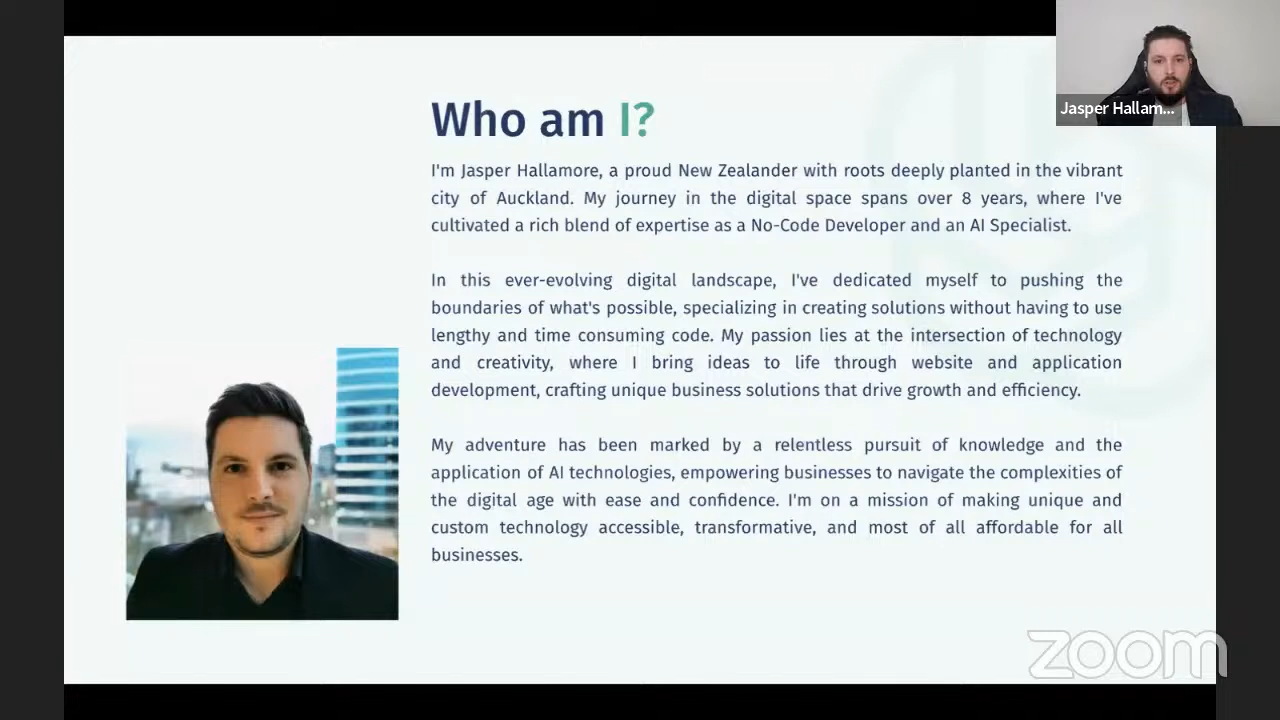 Who am I?
Jasper Hallam...
I'm Jasper Hallamore, a proud New Zealander with roots deeply planted in the vibrant
city of Auckland. My journey in the digital space spans over 8 years, where I've
cultivated a rich blend of expertise as a No-Code Developer and an AI Specialist.
In this ever-evolving digital landscape, I've dedicated myself to pushing the
boundaries of what's possible, specializing in creating solutions without having to use
lengthy and time consuming code. My passion lies at the intersection of technology
and creativity, where I bring ideas to life through website and application
development, crafting unique business solutions that drive growth and efficiency.
My adventure has been marked by a relentless pursuit of knowledge and the
application of AI technologies, empowering businesses to navigate the complexities of
the digital age with ease and confidence. I'm on a mission of making unique and
custom technology accessible, transformative, and most of all affordable for all
businesses.
zoom